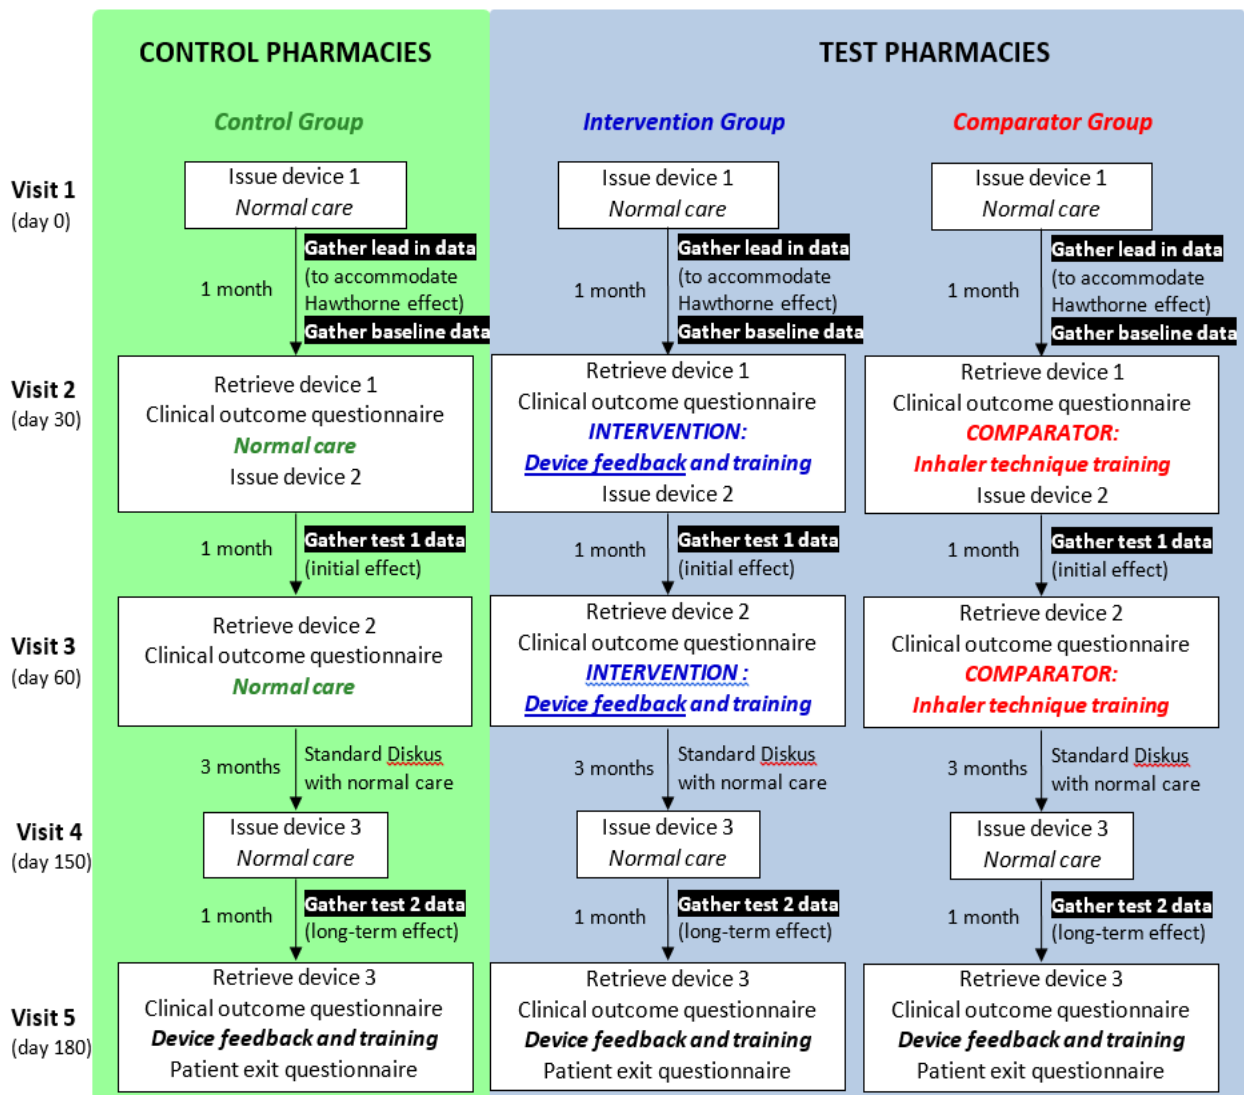 CONTROL PHARMACIES
TEST PHARMACIES
Control Group
Intervention Group
Comparator Group
Visit 1
(day 0)
Issue device 1
Normal care
Issue device 1
Normal care
Issue device 1
Normal care
1 month
Gather lead in data
(to accommodate
Hawthorne effect)
Gather baseline data
1 month
Gather lead in data
(to accommodate
Hawthorne effect)
Gather baseline data
1 month
Gather lead in data
(to accommodate
Hawthorne effect)
Gather baseline data
Visit 2
(day 30)
Retrieve device 1
Clinical outcome questionnaire
Normal care
Issue device 2
Retrieve device 1
Clinical outcome questionnaire
INTERVENTION:
Device feedback and training
Issue device 2
Retrieve device 1
Clinical outcome questionnaire
COMPARATOR:
Inhaler technique training
Issue device 2
1 month
Gather test 1 data
(initial effect)
1 month
Gather test 1 data
(initial effect)
1 month
Gather test 1 data
(initial effect)
Visit 3
(day 60)
Retrieve device 2
Clinical outcome questionnaire
Normal care
Retrieve device 2
Clinical outcome questionnaire
INTERVENTION :
Device feedback and training
Retrieve device 2
Clinical outcome questionnaire
COMPARATOR:
Inhaler technique training
3 months
Standard Diskus
with normal care
3 months
Standard Diskus
with normal care
3 months
Standard Diskus
with normal care
Visit 4
(day 150)
Issue device 3
Normal care
Issue device 3
Normal care
Issue device 3
Normal care
1 month
Gather test 2 data
(long-term effect)
1 month
Gather test 2 data
(long-term effect)
1 month
Gather test 2 data
(long-term effect)
Visit 5
(day 180)
Retrieve device 3
Clinical outcome questionnaire
Device feedback and training
Patient exit questionnaire
Retrieve device 3
Clinical outcome questionnaire
Device feedback and training
Patient exit questionnaire
Retrieve device 3
Clinical outcome questionnaire
Device feedback and training
Patient exit questionnaire